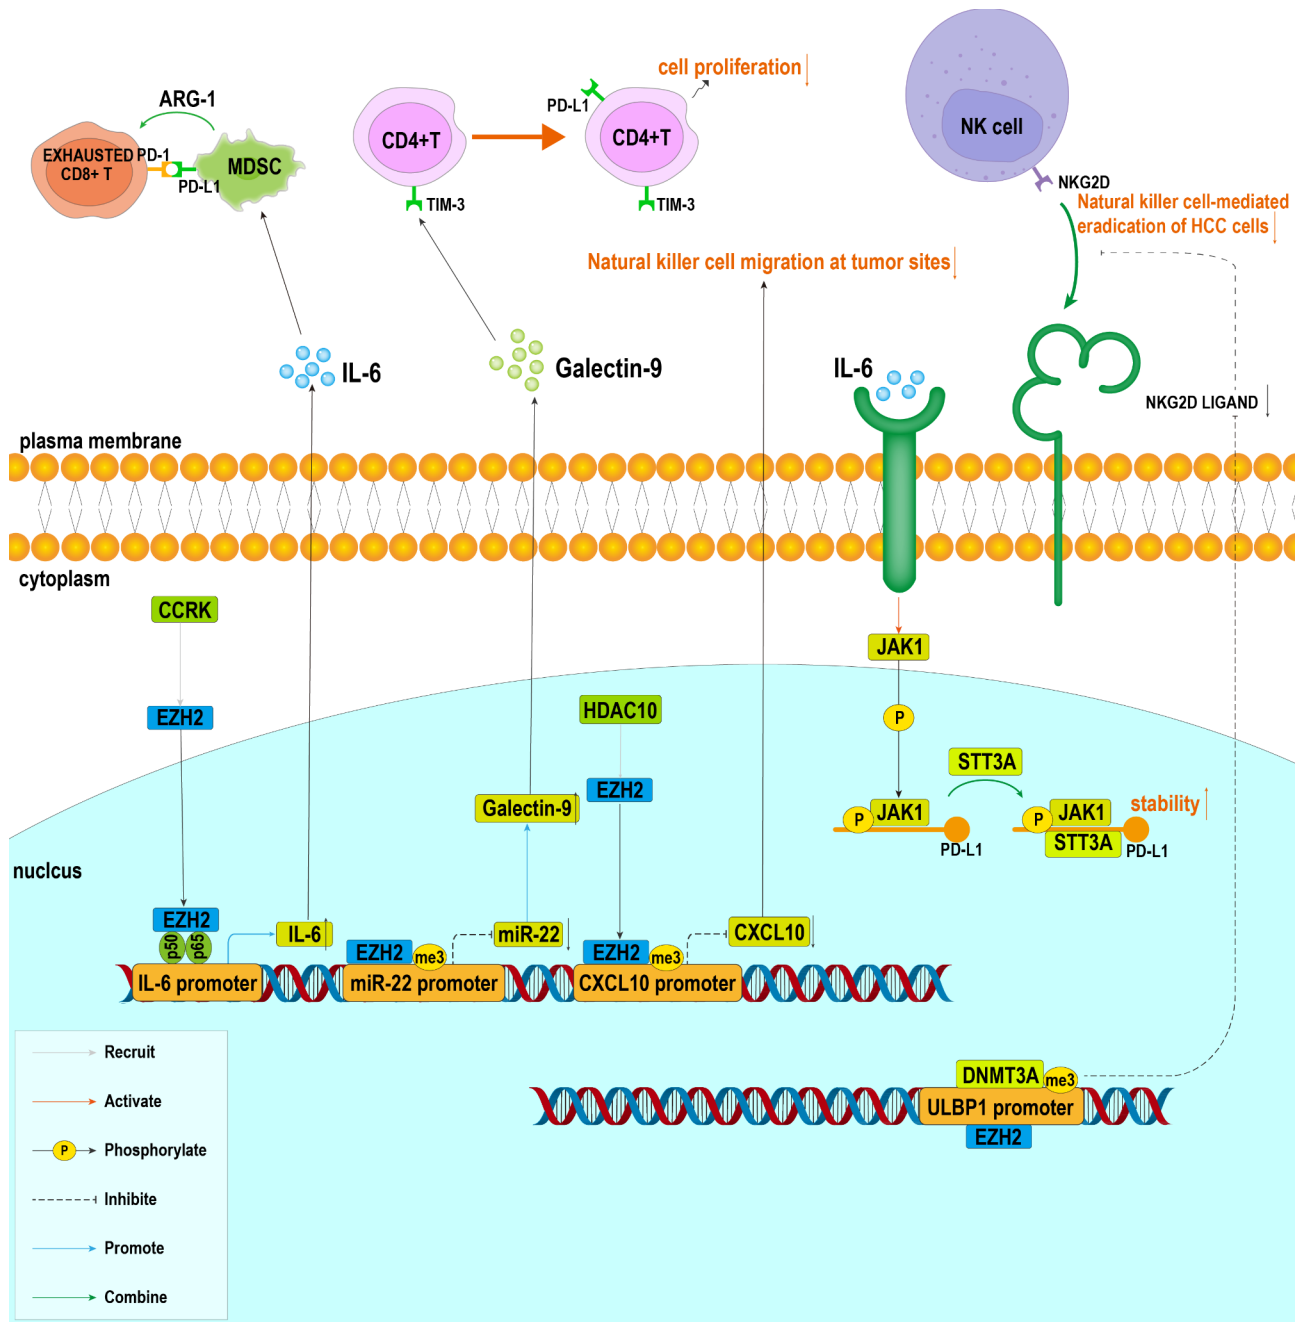 cell proliferation
ARG-1
PD-L1
NK cell
CD4+T
CD4+T
EXHAUSTED
CD8+ T
PD-1
MDSC
PD-L1
NKG2D
TIM-3
TIM-3
Natural killer cell-mediated
eradication of HCC cells
Natural killer cell migration at tumor sites
IL-6
Galectin-9
IL-6
NKG2D LIGAND
plasma membrane
cytoplasm
CCRK
JAK1
EZH2
HDAC10
P
STT3A
EZH2
Galectin-9
stability
P
JAK1
P
JAK1
STT3A
PD-L1
PD-L1
nuclcus
EZH2
p50
p65
IL-6
EZH2
me3
miR-22
EZH2
me3
CXCL10
IL-6 promoter
miR-22 promoter
CXCL10 promoter
Recruit
Activate
P
Phosphorylate
Inhibite
Promote
Combine
DNMT3A
me3
ULBP1 promoter
EZH2